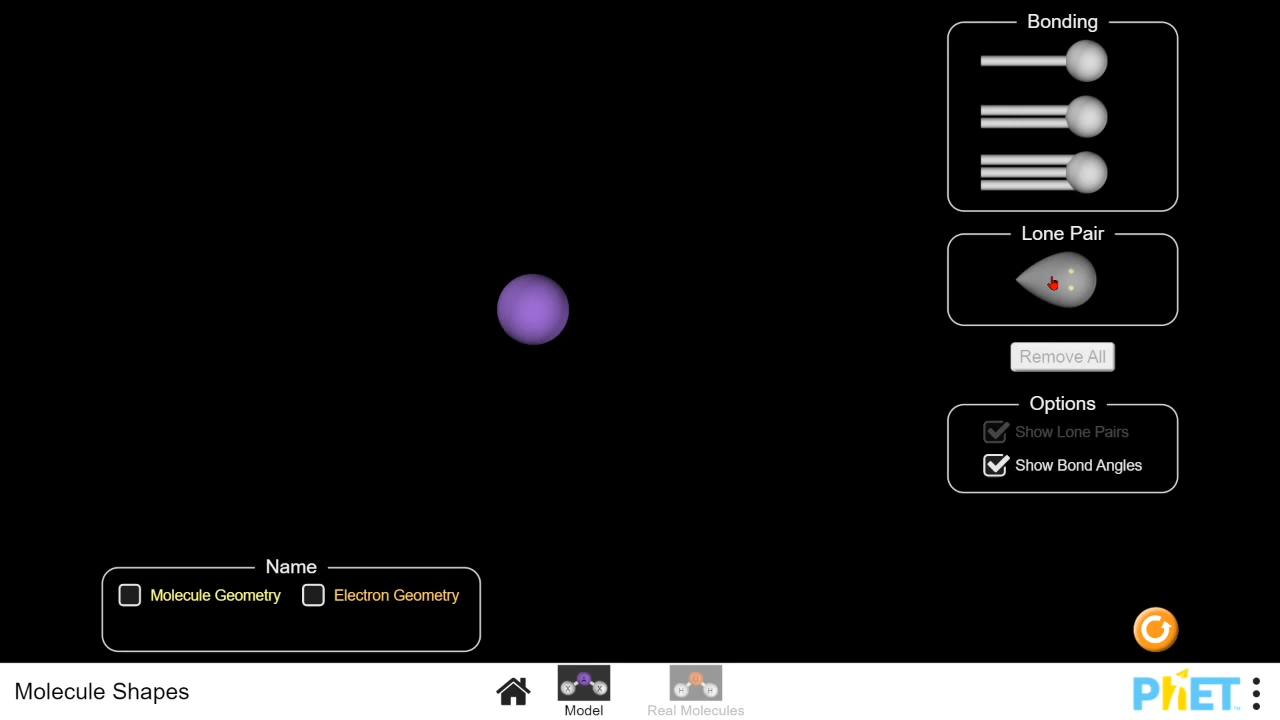 Bonding
Lone Pair
Remove All
Options
Show Lone Pairs
Show Bond Angles
Name
Molecule Geometry
Electron Geometry
Molecule Shapes
X A X
Model
H O H
Real Molecules
PhET